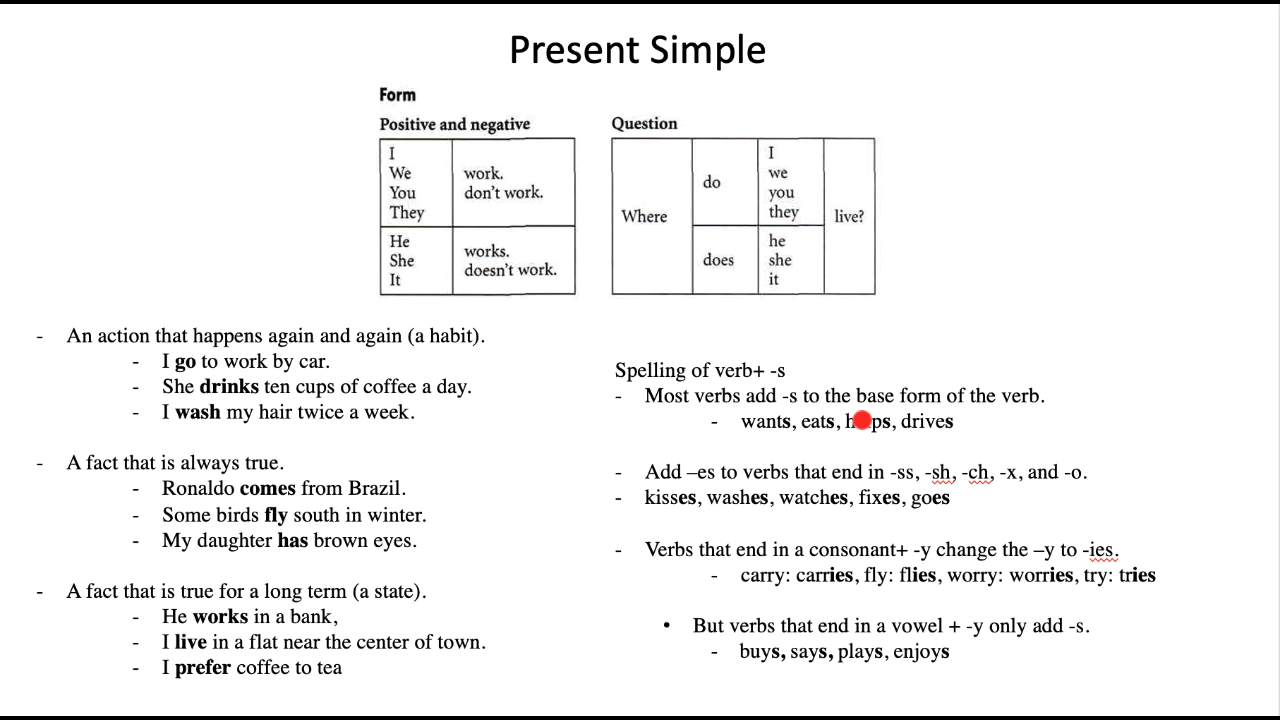 Present Simple
Form
Positive and negative
I
We
You
They
work.
don't work.
He
She
It
works.
doesn't work.
Question
Where
do
I
we
you
they
does
he
she
it
live?
- An action that happens again and again (a habit).
- I go to work by car.
- She drinks ten cups of coffee a day.
- I wash my hair twice a week.
- A fact that is always true.
- Ronaldo comes from Brazil.
- Some birds fly south in winter.
- My daughter has brown eyes.
- A fact that is true for a long term (a state).
- He works in a bank,
- I live in a flat near the center of town.
- I prefer coffee to tea
Spelling of verb+ -s
- Most verbs add -s to the base form of the verb.
- wants, eats, drives
- Add –es to verbs that end in -ss, -sh, -ch, -x, and -o.
- kisses, washes, watches, fixes, goes
- Verbs that end in a consonant+ -y change the –y to -ies.
- carry: carries, fly: flies, worry: worries, try: tries
• But verbs that end in a vowel + -y only add -s.
- buys, says, plays, enjoys